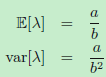 𝔼[λ] = a/b
var[λ] = a/b²